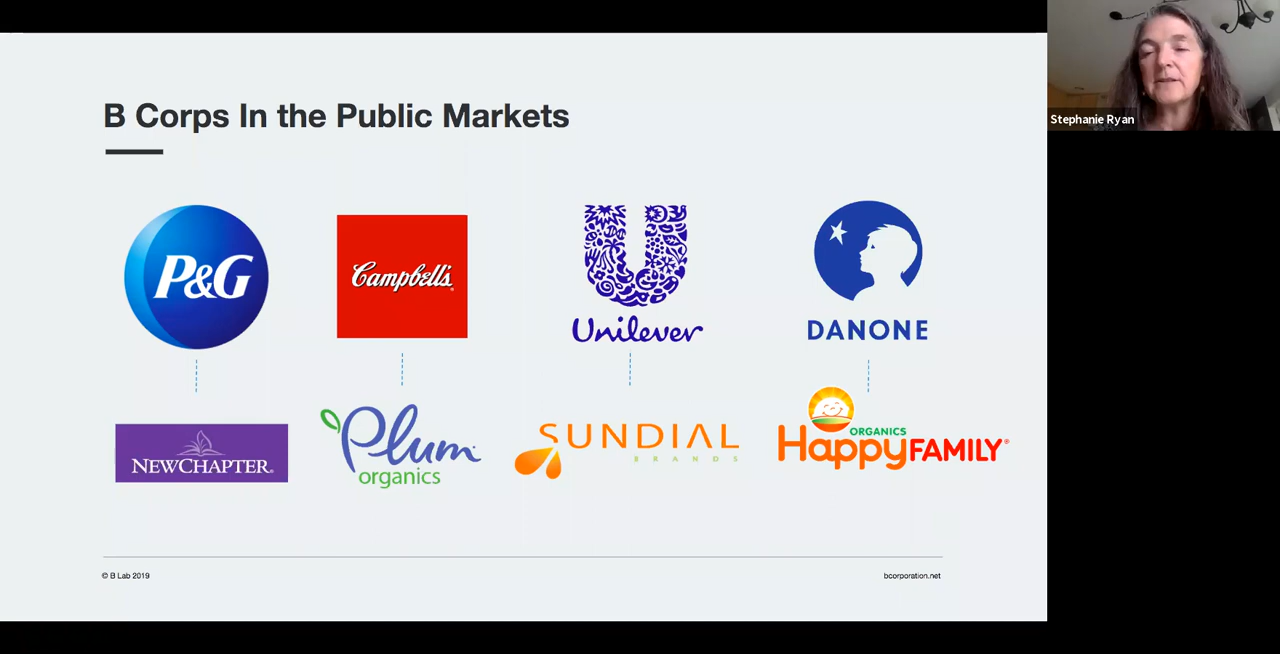 B Corps In the Public Markets
Stephanie Ryan
P&G
Campbell's
Unilever
DANONE
NEWCHAPTER®
Plum
organics
SUNDIAL
BRANDS
ORGANICS
HappyFAMILY®
© B Lab 2019
bcorporation.net